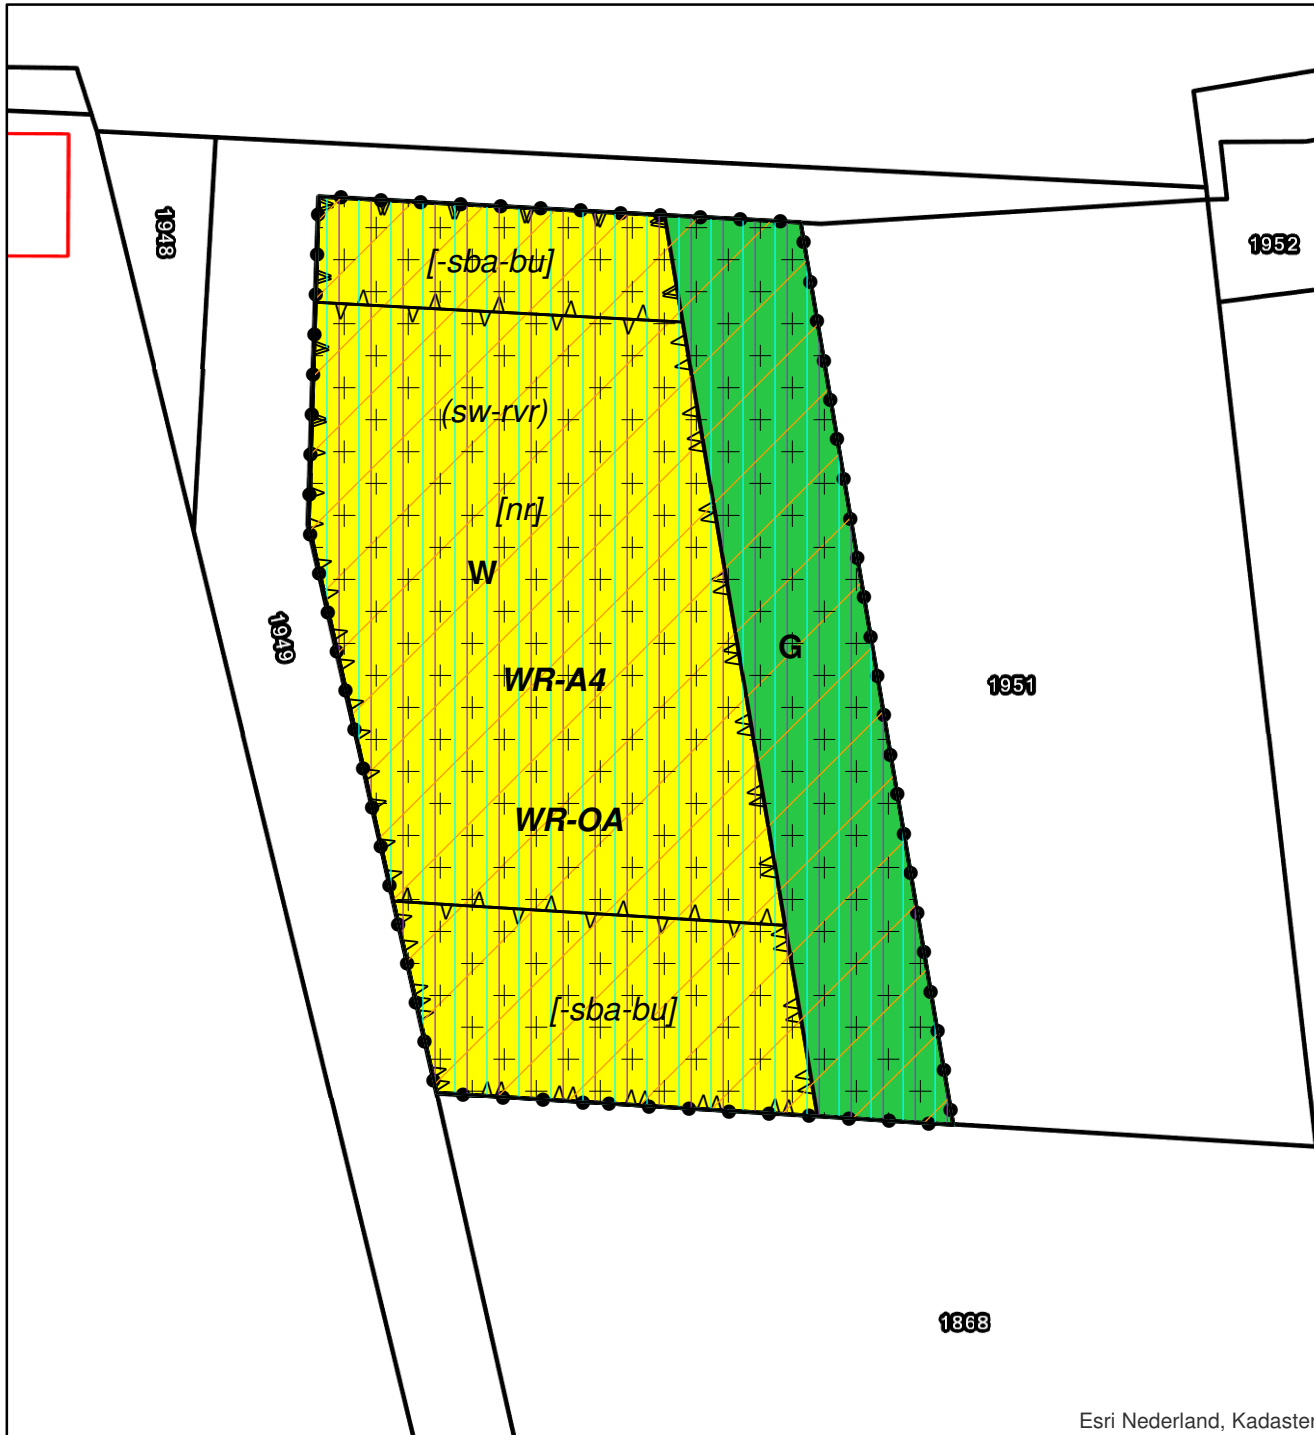 1948
1952
[-sba-bu]
(sw-rvr)
[nr]
W
1949
G
WR-A4
1951
WR-OA
[-sba-bu]
1868
Esri Nederland, Kadaster